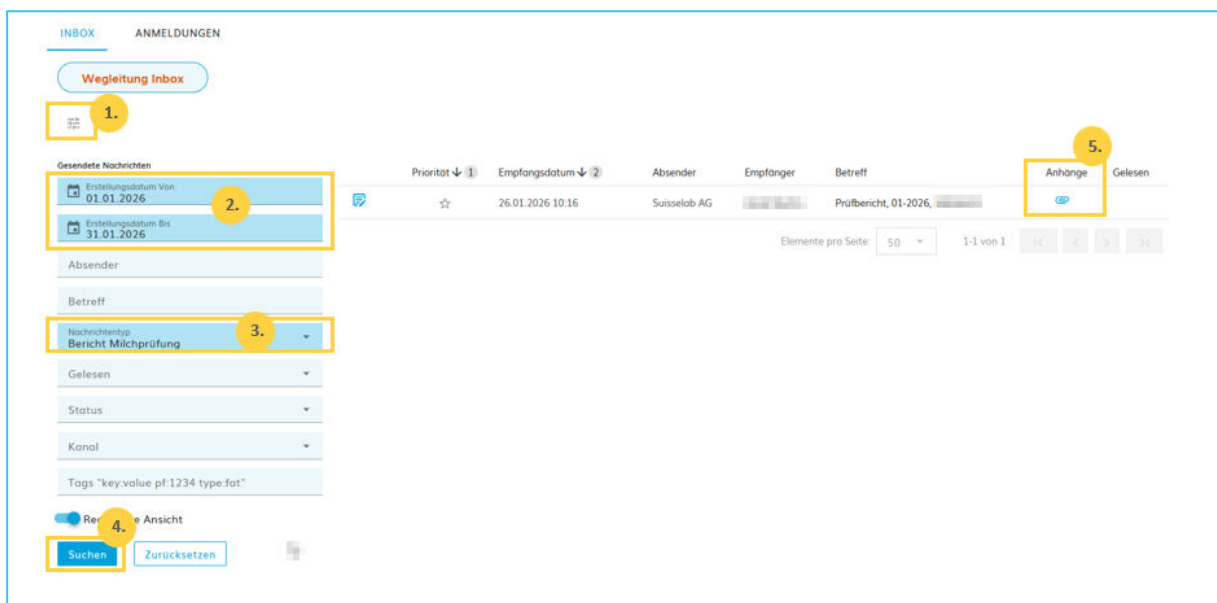 INBOX ANMELDUNGEN
Wegleitung Inbox
1.
Gesendete Nachrichten
Erstellungsdatum Von
01.01.2026
2.
Erstellungsdatum Bis
31.01.2026
Absender
Betreff
Nachrichtentyp
Bericht Milchprüfung
3.
Gelesen
Status
Kanal
Tags "key:value pf:1234 type:fat"
Ansicht
4.
Suchen Zurücksetzen
5.
Priorität 1 Empfangsdatum 2 Absender Empfänger Betreff Anhänge Gelesen
26.01.2026 10:16 Suisselab AG Prüfbericht, 01-2026,
Elemente pro Seite: 50 1-1 von 1